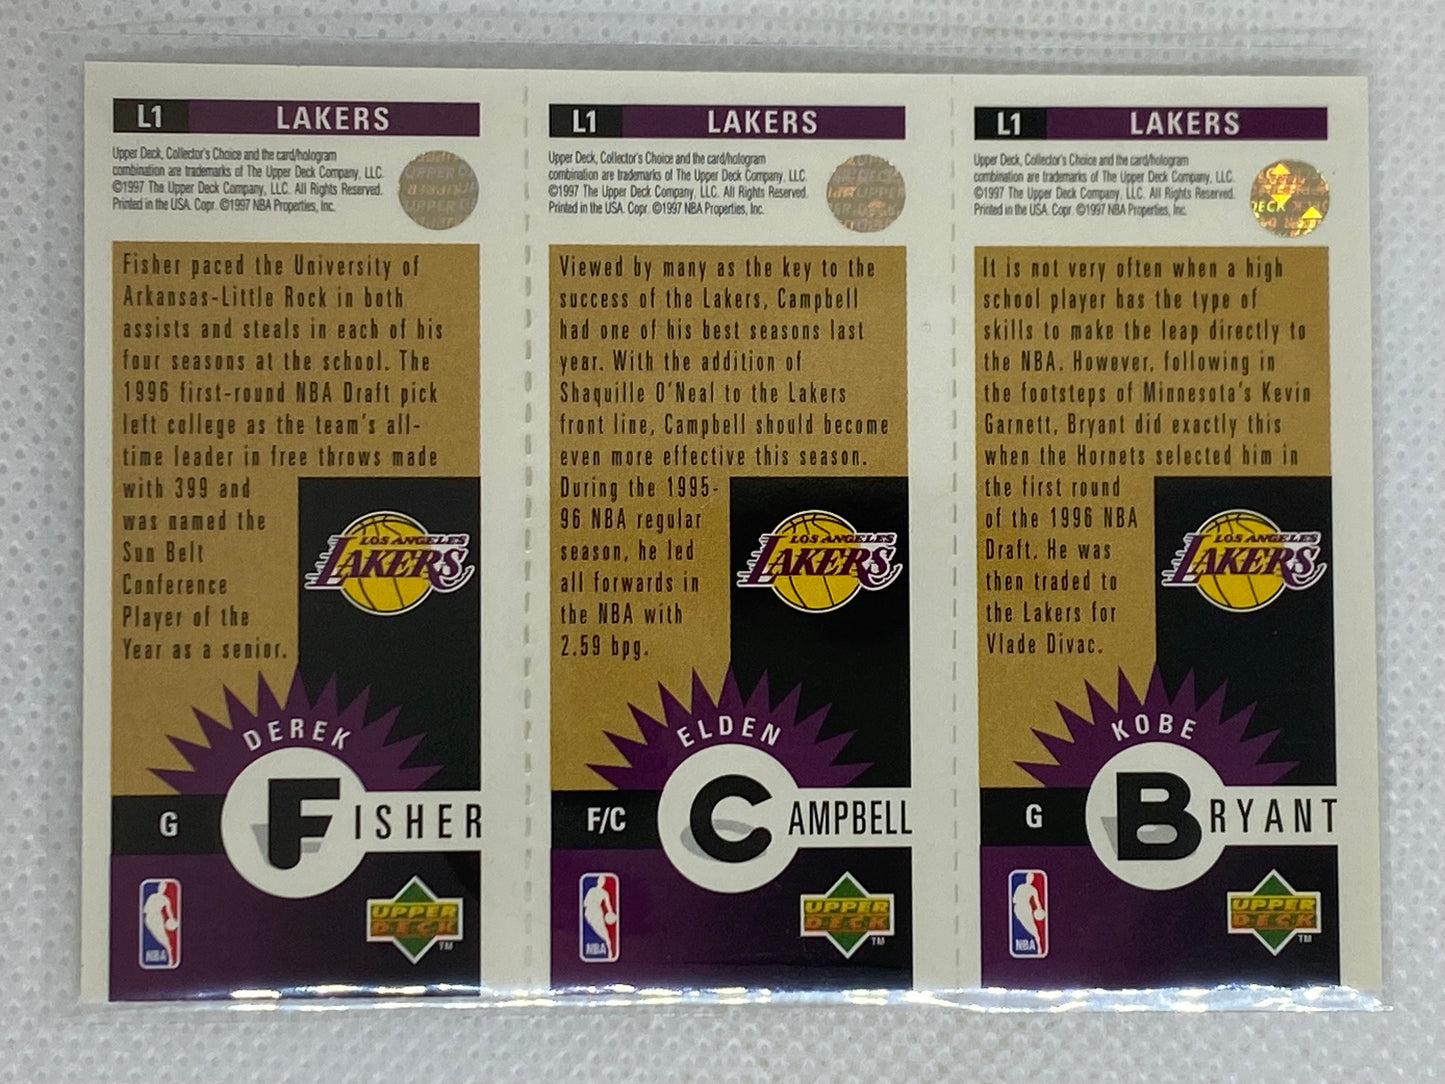 L1 LAKERS
Upper Deck, Collector's Choice and the card/hologram
combination are trademarks of The Upper Deck Company, LLC.
©1997 The Upper Deck Company, LLC. All Rights Reserved.
Printed in the USA. Copr. ©1997 NBA Properties, Inc.
Fisher paced the University of
Arkansas-Little Rock in both
assists and steals in each of his
four seasons at the school. The
1996 first-round NBA Draft pick
left college as the team's all-
time leader in free throws made
with 399 and
was named the
Sun Belt
Conference
Player of the
Year as a senior.
LOS ANGELES
LAKERS
DEREK
FISHER
G
NBA
UPPER
DECK
TM
L1 LAKERS
Upper Deck, Collector's Choice and the card/hologram
combination are trademarks of The Upper Deck Company, LLC.
©1997 The Upper Deck Company, LLC. All Rights Reserved.
Printed in the USA. Copr. ©1997 NBA Properties, Inc.
Viewed by many as the key to the
success of the Lakers, Campbell
had one of his best seasons last
year. With the addition of
Shaquille O'Neal to the Lakers
front line, Campbell should become
even more effective this season.
During the 1995-
96 NBA regular
season, he led
all forwards in
the NBA with
2.59 bpg.
LOS ANGELES
LAKERS
ELDEN
CAMPBELL
F/C
NBA
UPPER
DECK
TM
L1 LAKERS
Upper Deck, Collector's Choice and the card/hologram
combination are trademarks of The Upper Deck Company, LLC.
©1997 The Upper Deck Company, LLC. All Rights Reserved.
Printed in the USA. Copr. ©1997 NBA Properties, Inc.
It is not very often when a high
school player has the type of
skills to make the leap directly to
the NBA. However, following in
the footsteps of Minnesota's Kevin
Garnett, Bryant did exactly this
when the Hornets selected him in
the first round
of the 1996 NBA
Draft. He was
then traded to
the Lakers for
Vlade Divac.
LOS ANGELES
LAKERS
KOBE
BRYANT
G
NBA
UPPER
DECK
TM